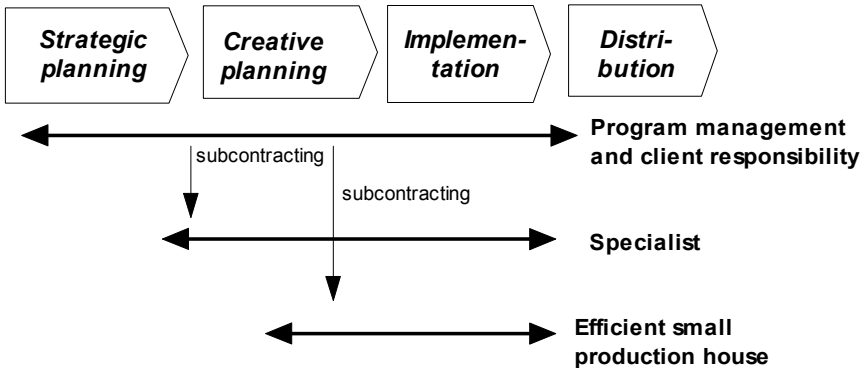 Strategic
planning
Creative
planning
Implemen-
tation
Distri-
bution
Program management
and client responsibility
subcontracting
subcontracting
Specialist
Efficient small
production house